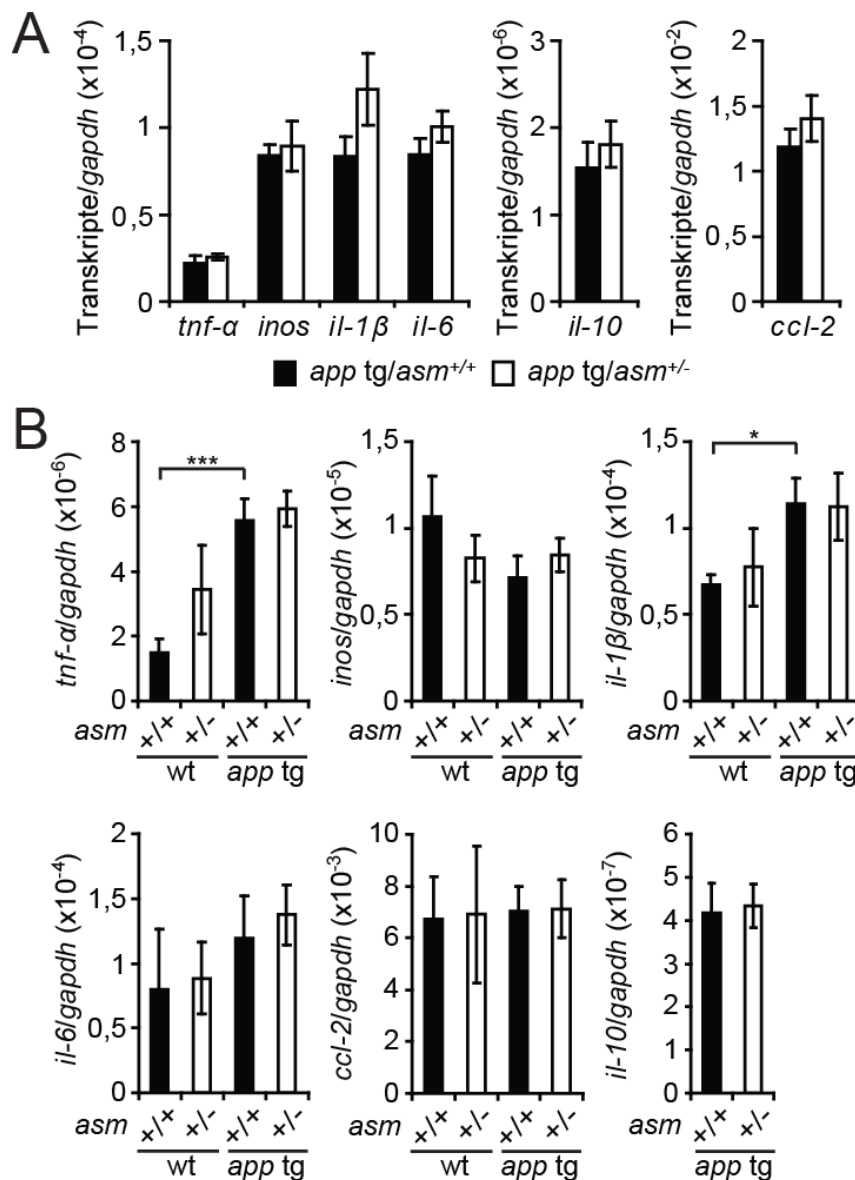 A
Transkripte/gapdh (x10⁻⁴)
1,5
1
0,5
0
tnf-α inos il-1β il-6
Transkripte/gapdh (x10⁻⁶)
3
2
1
0
il-10
Transkripte/gapdh (x10⁻²)
2
1,5
1
0,5
0
ccl-2
app tg/asm⁺/⁺ app tg/asm⁺/⁻
B
tnf-α/gapdh (x10⁻⁶)
8
6
4
2
0
***
asm +/+ +/- +/+ +/-
wt app tg
inos/gapdh (x10⁻⁵)
1,5
1
0,5
0
+/+ +/- +/+ +/-
wt app tg
il-1β/gapdh (x10⁻⁴)
1,5
1
0,5
0
*
+/+ +/- +/+ +/-
wt app tg
il-6/gapdh (x10⁻⁴)
2
1,5
1
0,5
0
asm +/+ +/- +/+ +/-
wt app tg
ccl-2/gapdh (x10⁻³)
10
8
6
4
2
0
+/+ +/- +/+ +/-
wt app tg
il-10/gapdh (x10⁻⁷)
6
5
4
3
2
1
0
+/+ +/-
app tg